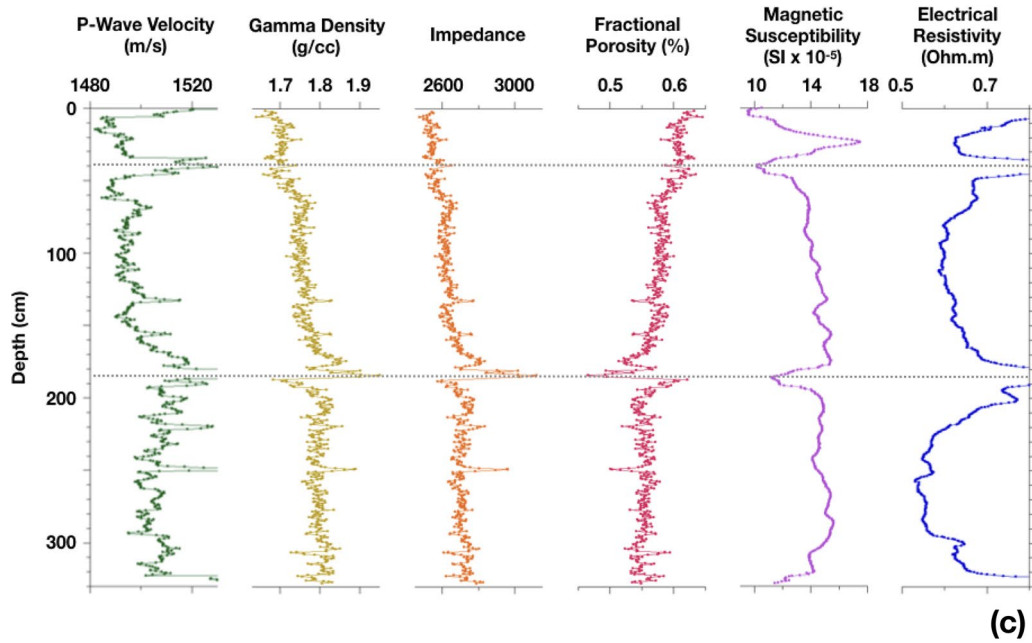 P-Wave Velocity
(m/s)
Gamma Density
(g/cc)
Impedance
Fractional
Porosity (%)
Magnetic
Susceptibility
(SI x 10⁻⁵)
Electrical
Resistivity
(Ohm.m)
1480 1520 1.7 1.8 1.9 2600 3000 0.5 0.6 10 14 18 0.5 0.7
0
100
200
300
Depth (cm)
(c)